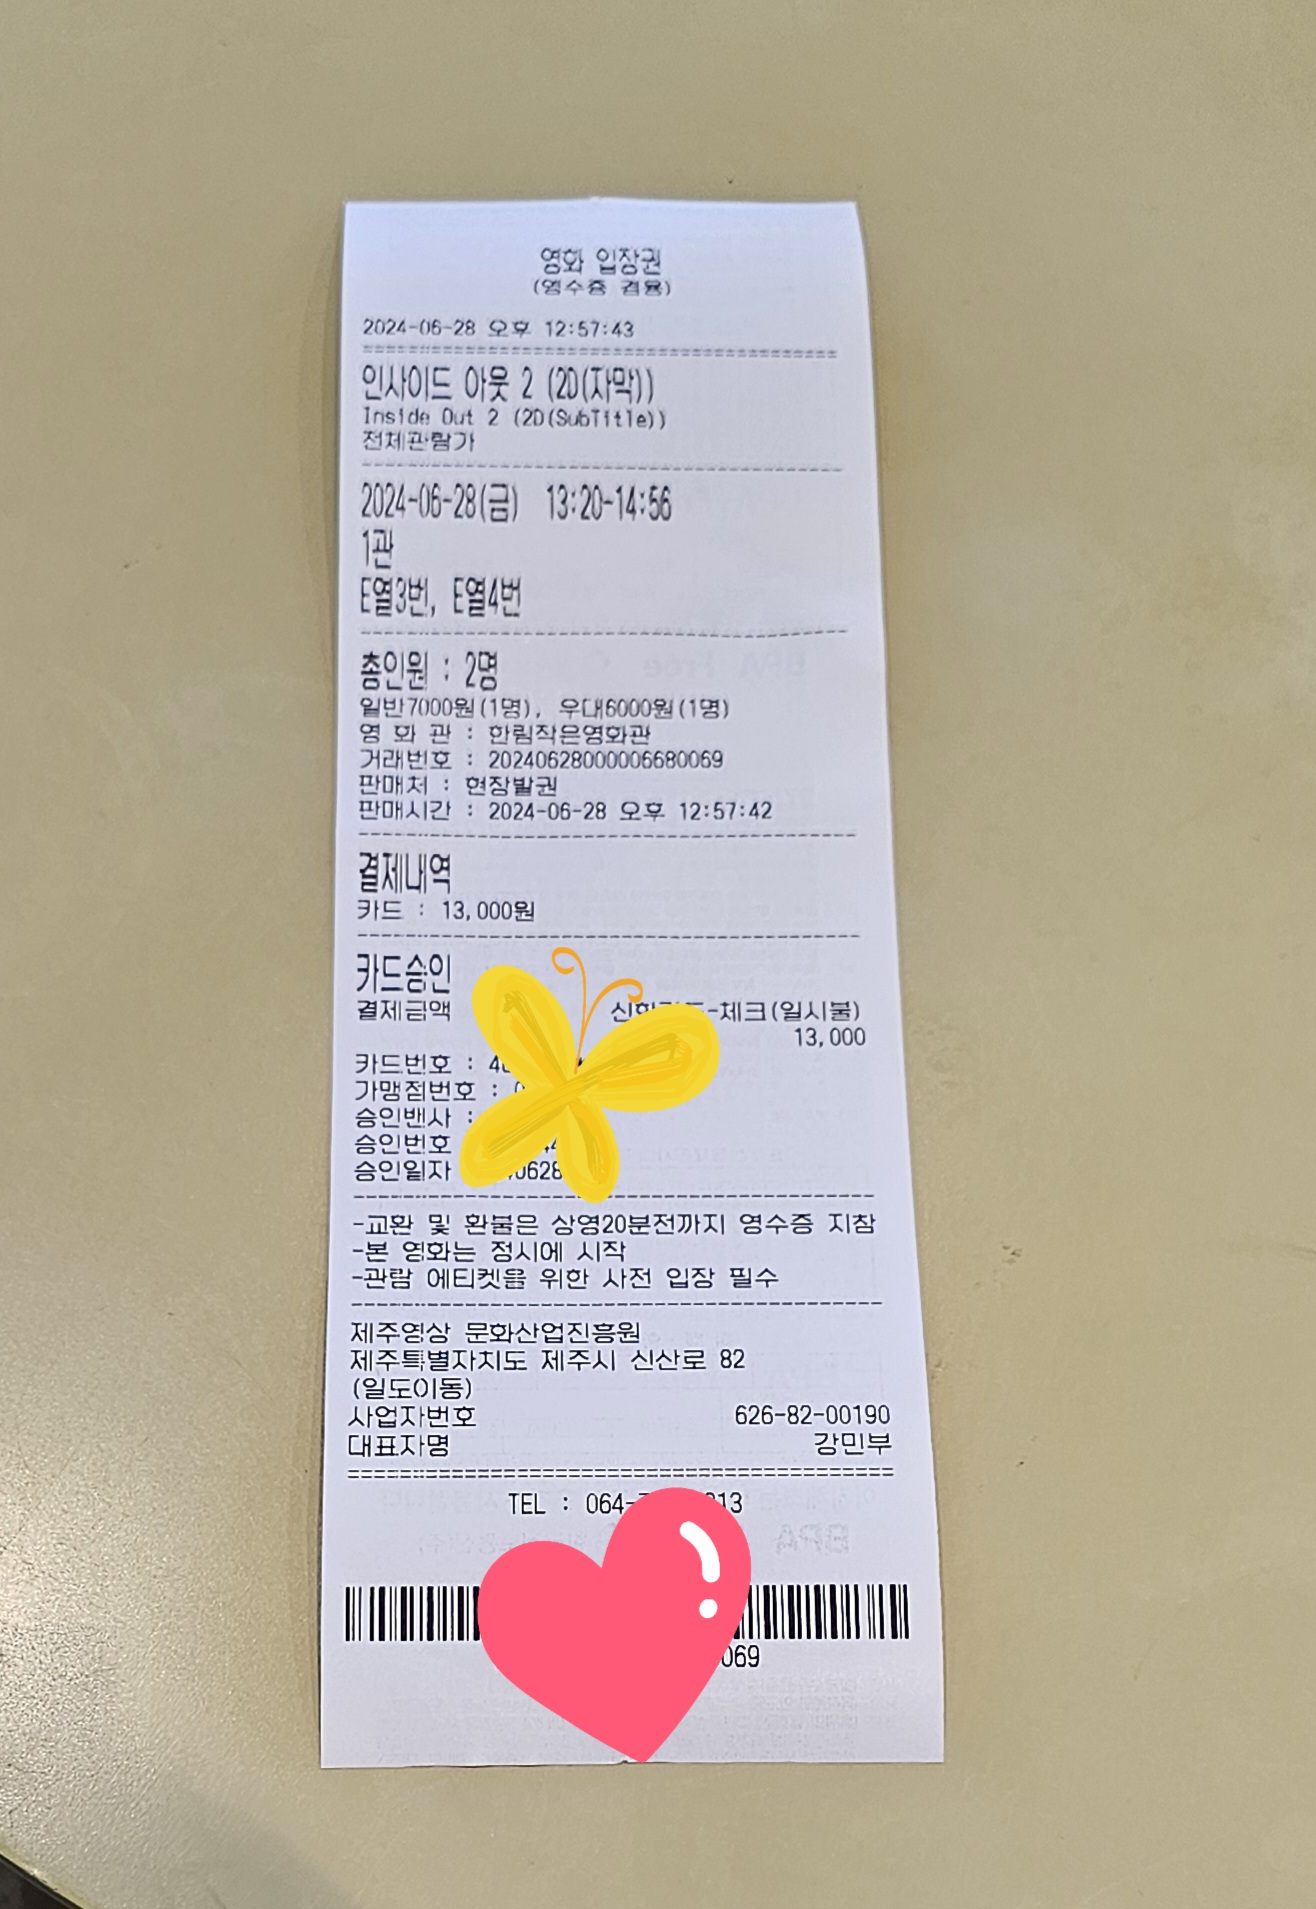 영화 입장권
(영수증 겸용)
2024-06-28 오후 12:57:43
인사이드 아웃 2 (2D(자막))
Inside Out 2 (2D(SubTitle))
전체관람가
2024-06-28(금) 13:20-14:56
1관
E열3번, E열4번
총인원 : 2명
일반7000원(1명), 우대6000원(1명)
영 화 관 : 한림작은영화관
거래번호 : 20240628000006680069
판매처 : 현장발권
판매시간 : 2024-06-28 오후 12:57:42
결제내역
카드 : 13,000원
카드승인
결제금액 -체크(일시불)
13,000
카드번호 :
가맹점번호 :
승인밴사 :
승인번호
승인일자 0628
-교환 및 환불은 상영20분전까지 영수증 지참
-본 영화는 정시에 시작
-관람 에티켓을 위한 사전 입장 필수
제주영상 문화산업진흥원
제주특별자치도 제주시 신산로 82
(일도이동)
사업자번호 626-82-00190
대표자명 강민부
TEL : 064- 313
069